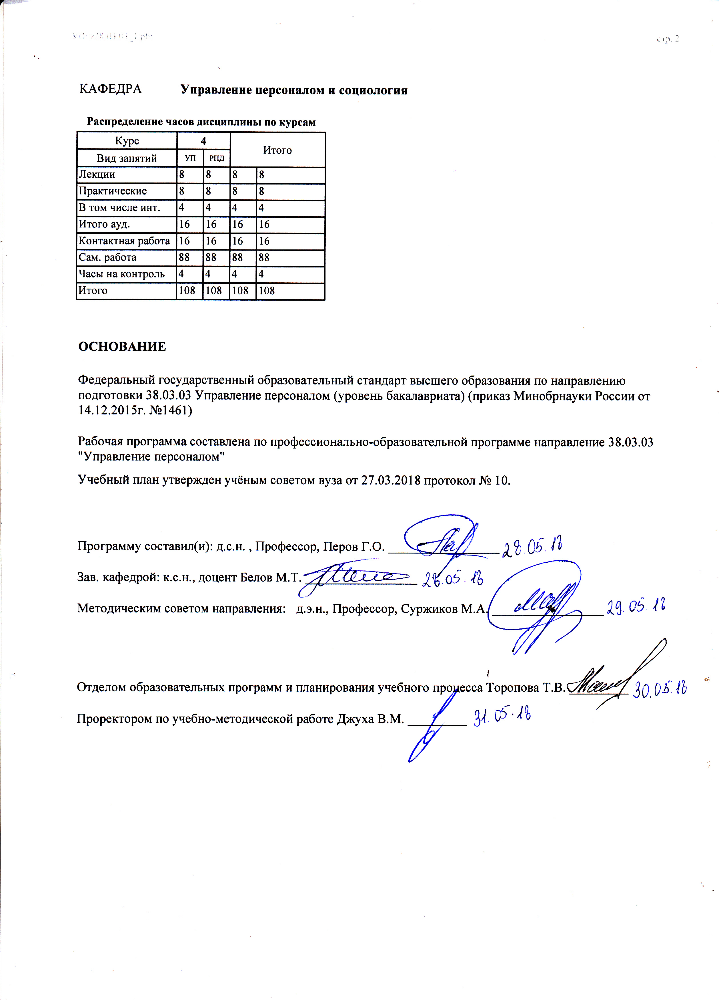 УП: z38.03.03_1.plx
стр. 2
КАФЕДРА Управление персоналом и социология
Распределение часов дисциплины по курсам
Курс 4 Итого
Вид занятий УП РПД
Лекции 8 8 8 8
Практические 8 8 8 8
В том числе инт. 4 4 4 4
Итого ауд. 16 16 16 16
Контактная работа 16 16 16 16
Сам. работа 88 88 88 88
Часы на контроль 4 4 4 4
Итого 108 108 108 108
ОСНОВАНИЕ
Федеральный государственный образовательный стандарт высшего образования по направлению
подготовки 38.03.03 Управление персоналом (уровень бакалавриата) (приказ Минобрнауки России от
14.12.2015г. №1461)
Рабочая программа составлена по профессионально-образовательной программе направление 38.03.03
"Управление персоналом"
Учебный план утвержден учёным советом вуза от 27.03.2018 протокол № 10.
Программу составил(и): д.с.н. , Профессор, Перов Г.О. 28.05.18
Зав. кафедрой: к.с.н., доцент Белов М.Т. 28.05.18
Методическим советом направления: д.э.н., Профессор, Суржиков М.А. 29.05.18
Отделом образовательных программ и планирования учебного процесса Торопова Т.В. 30.05.18
Проректором по учебно-методической работе Джуха В.М. 31.05.18